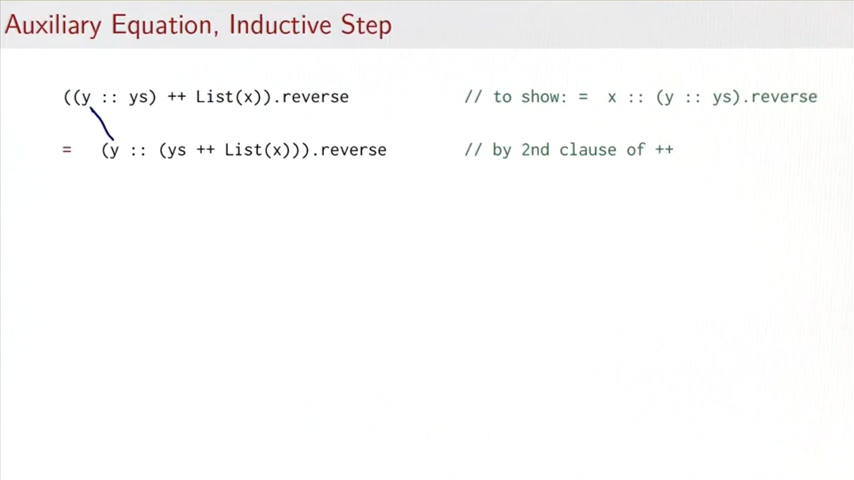 Auxiliary Equation, Inductive Step
((y :: ys) ++ List(x)).reverse // to show: = x :: (y :: ys).reverse
= (y :: (ys ++ List(x))).reverse // by 2nd clause of ++